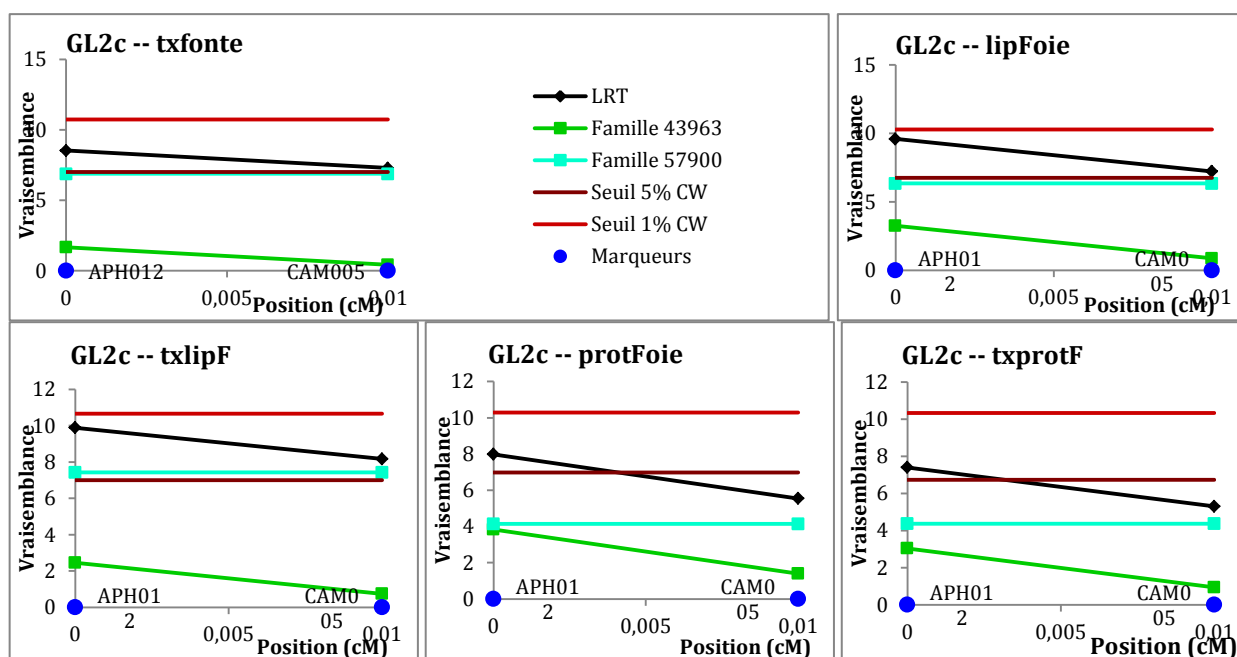 GL2c -- txfonte
Vraisemblance
15
10
5
0
APH012
CAM005
0
0,005
0,01
Position (cM)
LRT
Famille 43963
Famille 57900
Seuil 5% CW
Seuil 1% CW
Marqueurs
GL2c -- lipFoie
Vraisemblance
15
10
5
0
APH01
2
CAM0
05
0
0,005
0,01
Position (cM)
GL2c -- txlipF
Vraisemblance
12
10
8
6
4
2
0
APH01
2
CAM0
05
0
0,005
0,01
Position (cM)
GL2c -- protFoie
Vraisemblance
12
10
8
6
4
2
0
APH01
2
CAM0
05
0
0,005
0,01
Position (cM)
GL2c -- txprotF
Vraisemblance
12
10
8
6
4
2
0
APH01
2
CAM0
05
0
0,005
0,01
Position (cM)